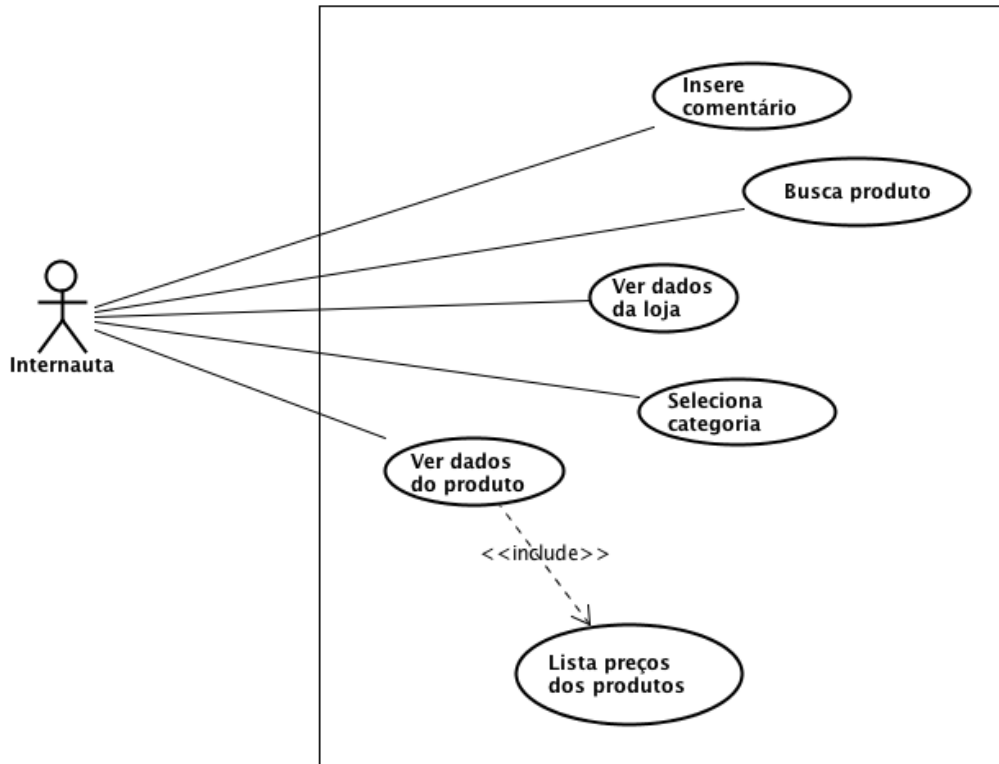 Insere
comentário
Busca produto
Ver dados
da loja
Internauta
Seleciona
categoria
Ver dados
do produto
<<include>>
Lista preços
dos produtos